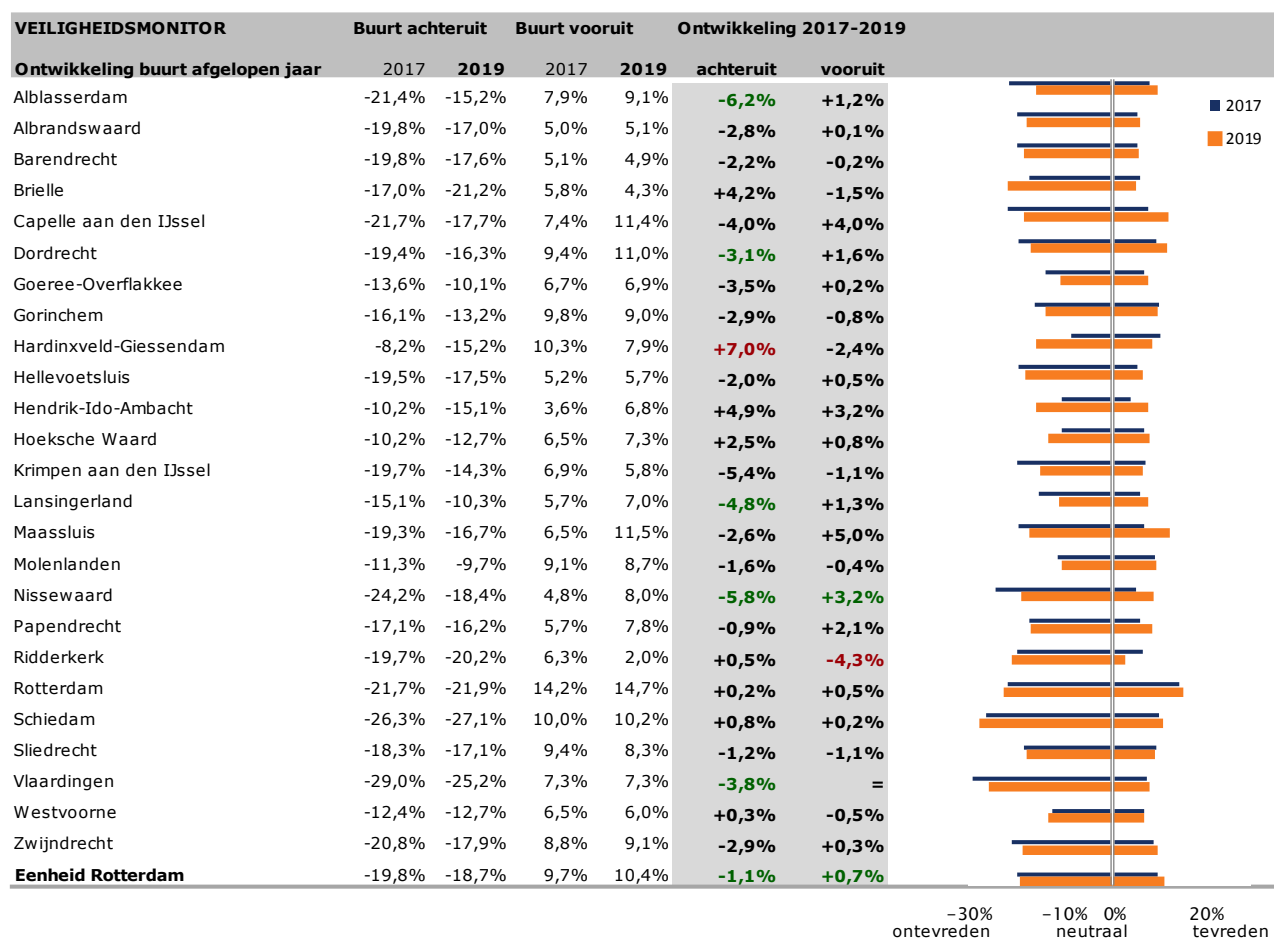 VEILIGHEIDSMONITOR Buurt achteruit Buurt vooruit Ontwikkeling 2017-2019
Ontwikkeling buurt afgelopen jaar 2017 2019 2017 2019 achteruit vooruit
Alblasserdam -21,4% -15,2% 7,9% 9,1% -6,2% +1,2%
2017
Albrandswaard -19,8% -17,0% 5,0% 5,1% -2,8% +0,1%
2019
Barendrecht -19,8% -17,6% 5,1% 4,9% -2,2% -0,2%
Brielle -17,0% -21,2% 5,8% 4,3% +4,2% -1,5%
Capelle aan den IJssel -21,7% -17,7% 7,4% 11,4% -4,0% +4,0%
Dordrecht -19,4% -16,3% 9,4% 11,0% -3,1% +1,6%
Goeree-Overflakkee -13,6% -10,1% 6,7% 6,9% -3,5% +0,2%
Gorinchem -16,1% -13,2% 9,8% 9,0% -2,9% -0,8%
Hardinxveld-Giessendam -8,2% -15,2% 10,3% 7,9% +7,0% -2,4%
Hellevoetsluis -19,5% -17,5% 5,2% 5,7% -2,0% +0,5%
Hendrik-Ido-Ambacht -10,2% -15,1% 3,6% 6,8% +4,9% +3,2%
Hoeksche Waard -10,2% -12,7% 6,5% 7,3% +2,5% +0,8%
Krimpen aan den IJssel -19,7% -14,3% 6,9% 5,8% -5,4% -1,1%
Lansingerland -15,1% -10,3% 5,7% 7,0% -4,8% +1,3%
Maassluis -19,3% -16,7% 6,5% 11,5% -2,6% +5,0%
Molenlanden -11,3% -9,7% 9,1% 8,7% -1,6% -0,4%
Nissewaard -24,2% -18,4% 4,8% 8,0% -5,8% +3,2%
Papendrecht -17,1% -16,2% 5,7% 7,8% -0,9% +2,1%
Ridderkerk -19,7% -20,2% 6,3% 2,0% +0,5% -4,3%
Rotterdam -21,7% -21,9% 14,2% 14,7% +0,2% +0,5%
Schiedam -26,3% -27,1% 10,0% 10,2% +0,8% +0,2%
Sliedrecht -18,3% -17,1% 9,4% 8,3% -1,2% -1,1%
Vlaardingen -29,0% -25,2% 7,3% 7,3% -3,8% =
Westvoorne -12,4% -12,7% 6,5% 6,0% +0,3% -0,5%
Zwijndrecht -20,8% -17,9% 8,8% 9,1% -2,9% +0,3%
Eenheid Rotterdam -19,8% -18,7% 9,7% 10,4% -1,1% +0,7%
-30% -10% 0% 20%
ontevreden neutraal tevreden